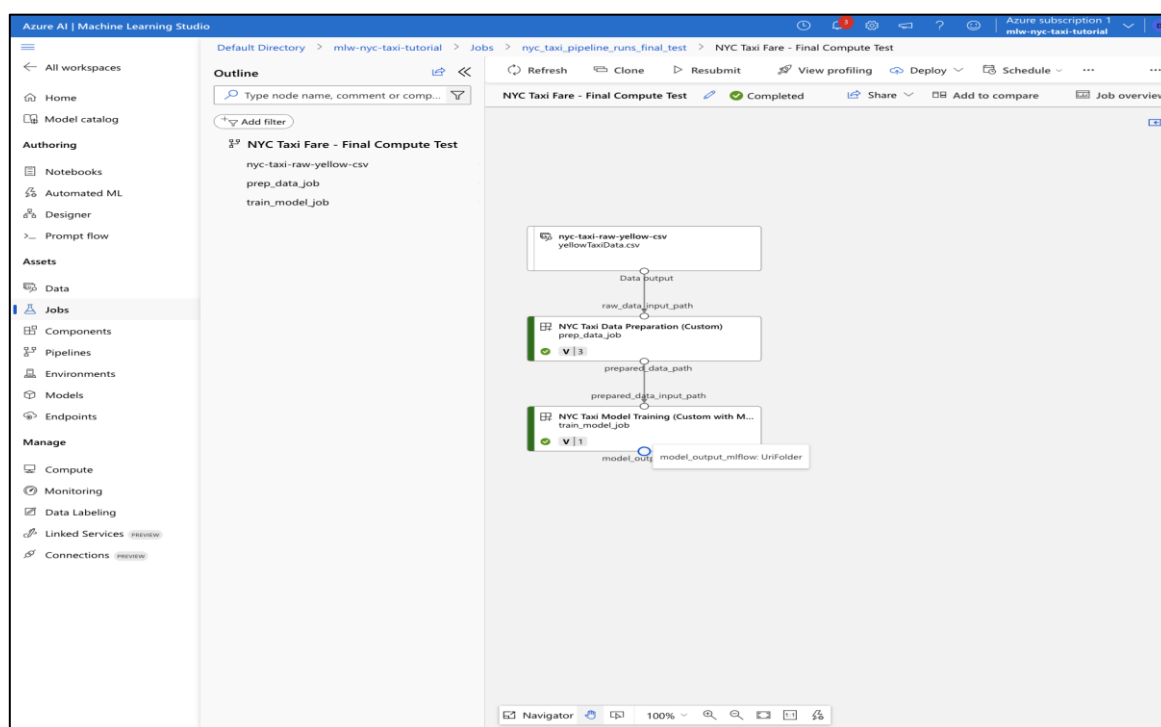 Azure AI | Machine Learning Studio
3
?
Azure subscription 1
mlw-nyc-taxi-tutorial
All workspaces
Home
Model catalog
Authoring
Notebooks
Automated ML
Designer
Prompt flow
Assets
Data
Jobs
Components
Pipelines
Environments
Models
Endpoints
Manage
Compute
Monitoring
Data Labeling
Linked Services PREVIEW
Connections PREVIEW
Default Directory > mlw-nyc-taxi-tutorial > Jobs > nyc_taxi_pipeline_runs_final_test > NYC Taxi Fare - Final Compute Test
Outline
Type node name, comment or comp...
Add filter
NYC Taxi Fare - Final Compute Test
nyc-taxi-raw-yellow-csv
prep_data_job
train_model_job
Refresh Clone Resubmit View profiling Deploy Schedule ... ...
NYC Taxi Fare - Final Compute Test Completed Share Add to compare Job overview
nyc-taxi-raw-yellow-csv
yellowTaxiData.csv
Data output
raw_data_input_path
NYC Taxi Data Preparation (Custom)
prep_data_job
V | 3
prepared_data_path
prepared_data_input_path
NYC Taxi Model Training (Custom with M...
train_model_job
V | 1
model_outp
model_output_mlflow: UriFolder
Navigator 100% 1:1